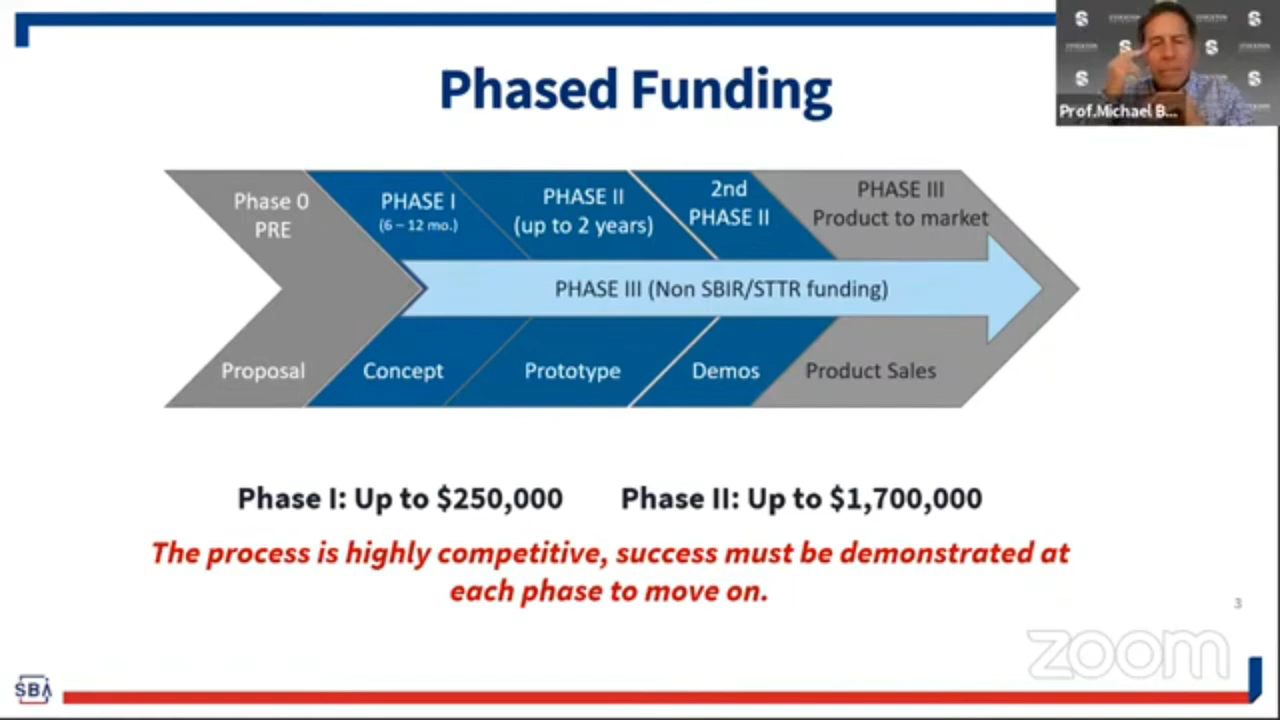 Phased Funding
Prof.Michael B...
Phase 0
PRE
PHASE I
(6 – 12 mo.)
PHASE II
(up to 2 years)
2nd
PHASE II
PHASE III
Product to market
PHASE III (Non SBIR/STTR funding)
Proposal
Concept
Prototype
Demos
Product Sales
Phase I: Up to $250,000
Phase II: Up to $1,700,000
The process is highly competitive, success must be demonstrated at
each phase to move on.
3
zoom
SBA